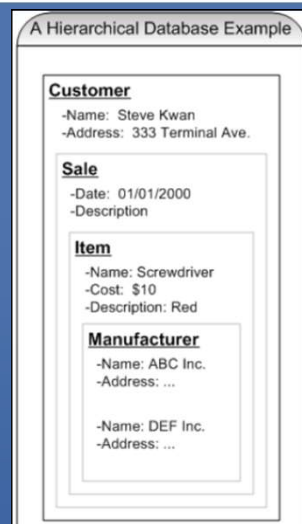 A Hierarchical Database Example
Customer
-Name: Steve Kwan
-Address: 333 Terminal Ave.
Sale
-Date: 01/01/2000
-Description
Item
-Name: Screwdriver
-Cost: $10
-Description: Red
Manufacturer
-Name: ABC Inc.
-Address: ...
-Name: DEF Inc.
-Address: ...